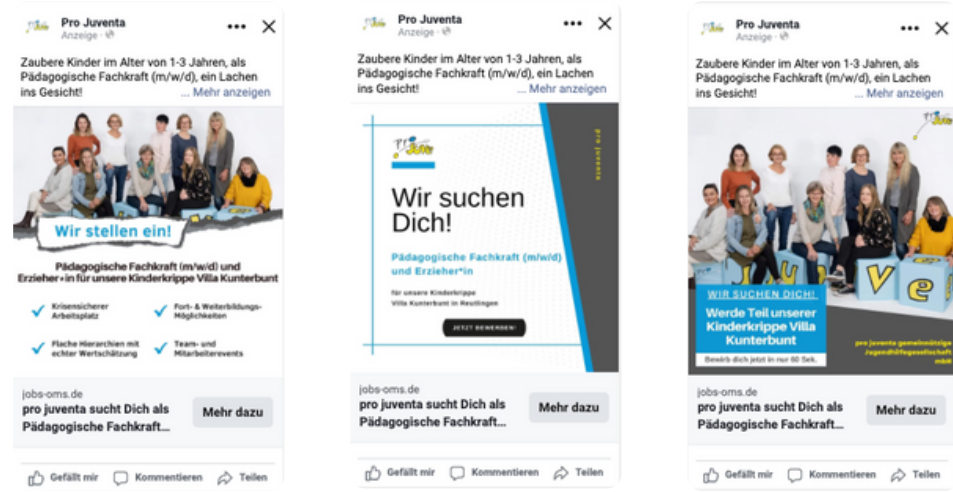 Pro Juventa
Anzeige ·
Zaubere Kinder im Alter von 1-3 Jahren, als
Pädagogische Fachkraft (m/w/d), ein Lachen
ins Gesicht! ... Mehr anzeigen
Wir stellen ein!
Pädagogische Fachkraft (m/w/d) und
Erzieher*in für unsere Kinderkrippe Villa Kunterbunt
Krisensicherer
Arbeitsplatz
Fort- & Weiterbildungs-
Möglichkeiten
Flache Hierarchien mit
echter Wertschätzung
Team- und
Mitarbeiterevents
jobs-oms.de
pro juventa sucht Dich als
Pädagogische Fachkraft...
Mehr dazu
Gefällt mir Kommentieren Teilen
Pro Juventa
Anzeige ·
Zaubere Kinder im Alter von 1-3 Jahren, als
Pädagogische Fachkraft (m/w/d), ein Lachen
ins Gesicht! ... Mehr anzeigen
pro juventa
Wir suchen
Dich!
Pädagogische Fachkraft (m/w/d)
und Erzieher*in
für unsere Kinderkrippe
Villa Kunterbunt in Reutlingen
JETZT BEWERBEN!
jobs-oms.de
pro juventa sucht Dich als
Pädagogische Fachkraft...
Mehr dazu
Gefällt mir Kommentieren Teilen
Pro Juventa
Anzeige ·
Zaubere Kinder im Alter von 1-3 Jahren, als
Pädagogische Fachkraft (m/w/d), ein Lachen
ins Gesicht! ... Mehr anzeigen
J u v e
WIR SUCHEN DICH!
Werde Teil unserer
Kinderkrippe Villa
Kunterbunt
Bewirb dich jetzt in nur 60 Sek.
pro juventa gemeinnützige
Jugendhilfegesellschaft
mbH
jobs-oms.de
pro juventa sucht Dich als
Pädagogische Fachkraft...
Mehr dazu
Gefällt mir Kommentieren Teilen